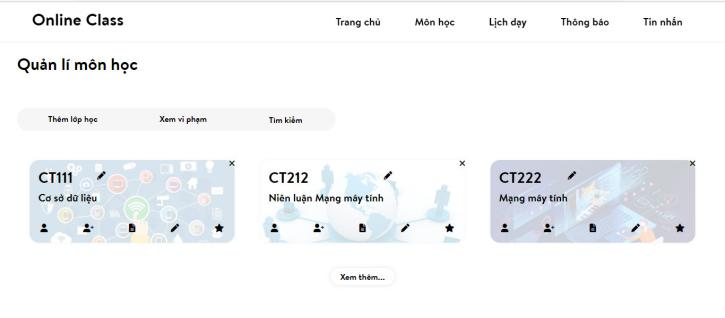 Online Class
Trang chủ Môn học Lịch dạy Thông báo Tin nhắn
Quản lí môn học
Thêm lớp học Xem vi phạm Tìm kiếm
CT111 CT212 CT222
Cơ sở dữ liệu Niên luận Mạng máy tính Mạng máy tính
Xem thêm...